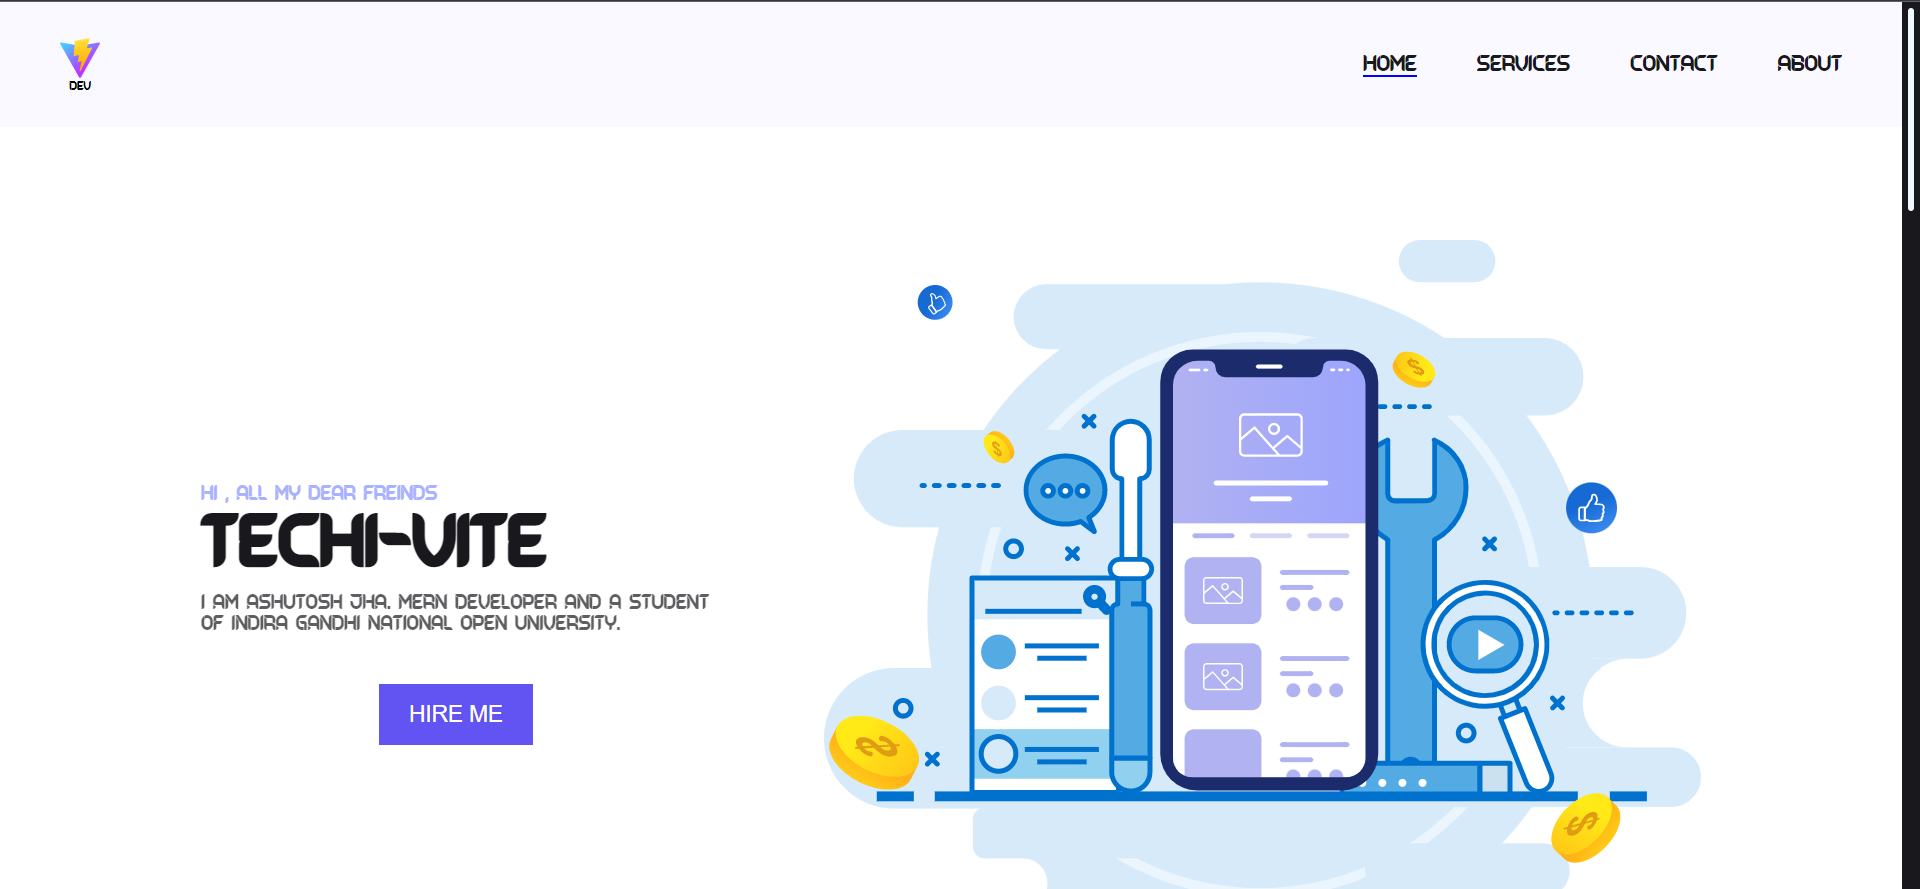 DEV
HOME SERVICES CONTACT ABOUT
HI , ALL MY DEAR FREINDS
TECHI-VITE
I AM ASHUTOSH JHA. MERN DEVELOPER AND A STUDENT
OF INDIRA GANDHI NATIONAL OPEN UNIVERSITY.
HIRE ME
$
$
$
$